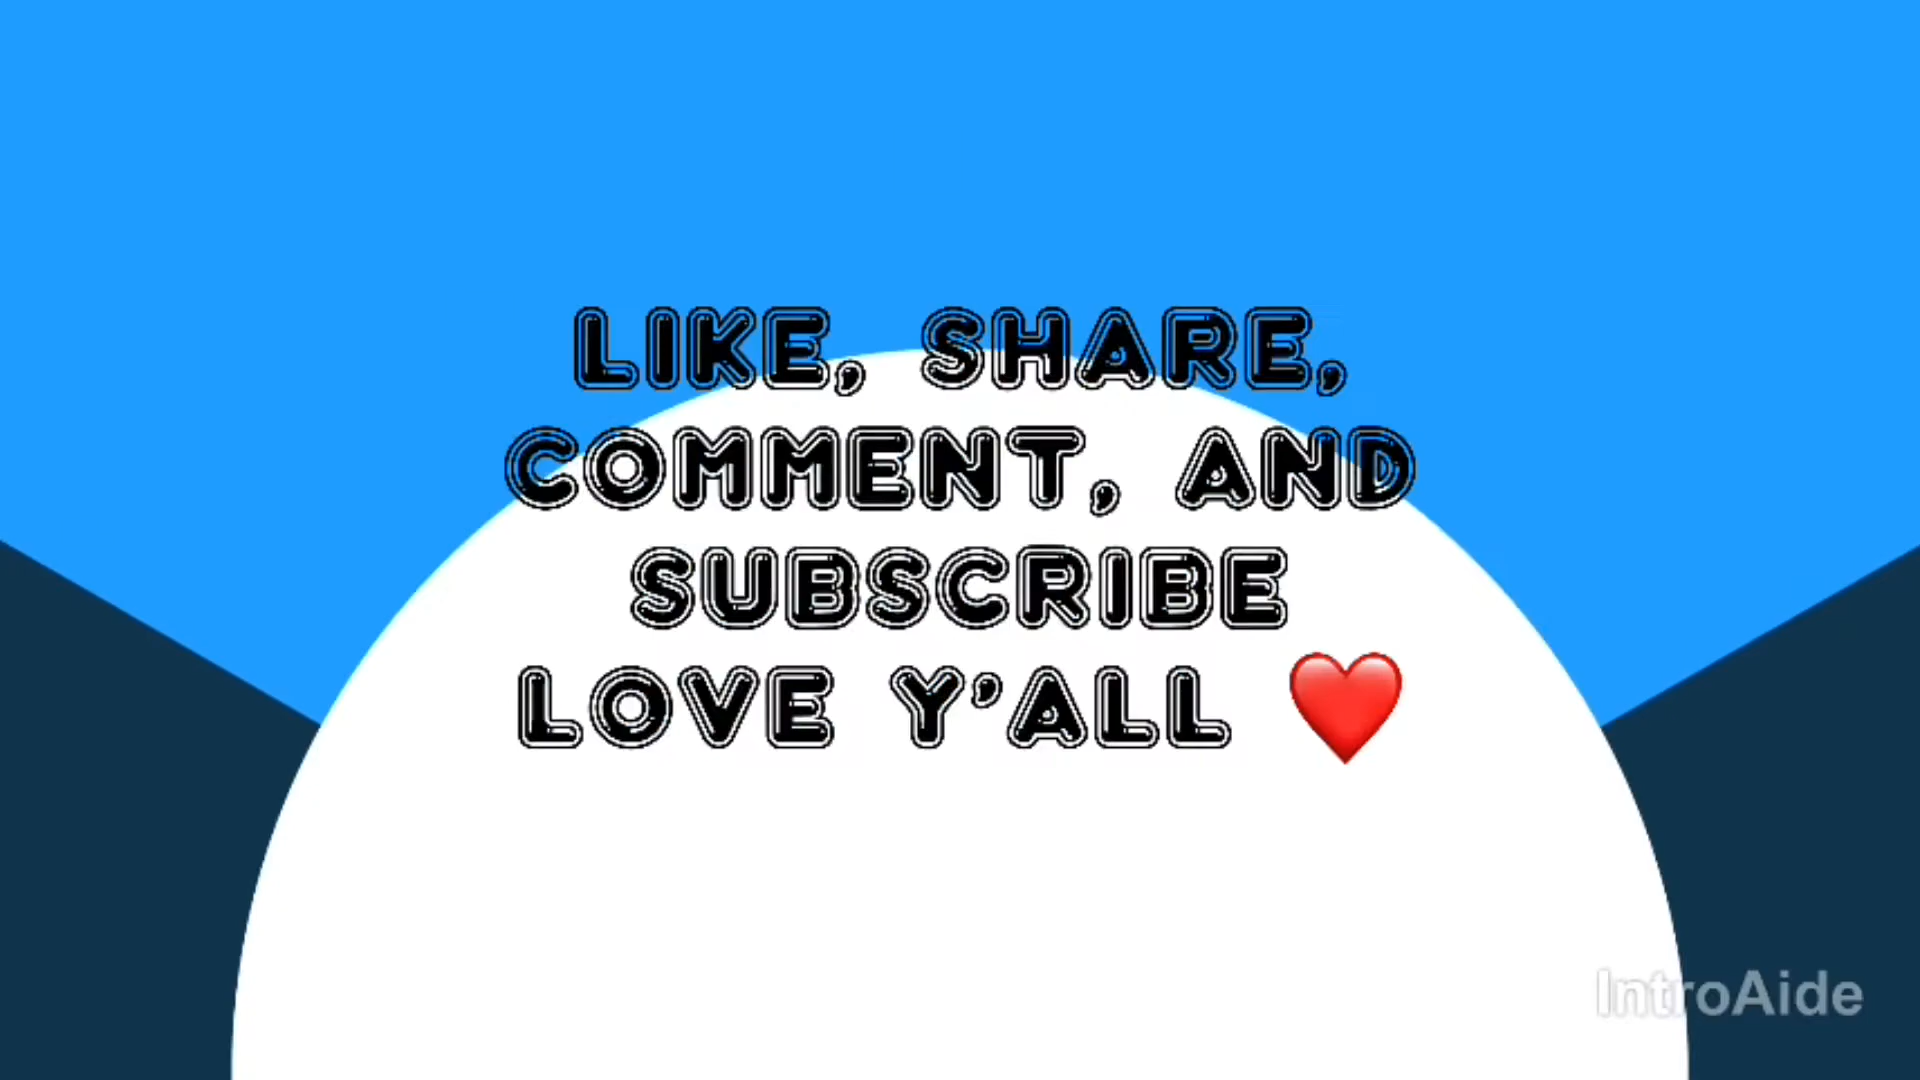 LIKE, SHARE,
COMMENT, AND
SUBSCRIBE
LOVE Y'ALL ❤️
IntroAide